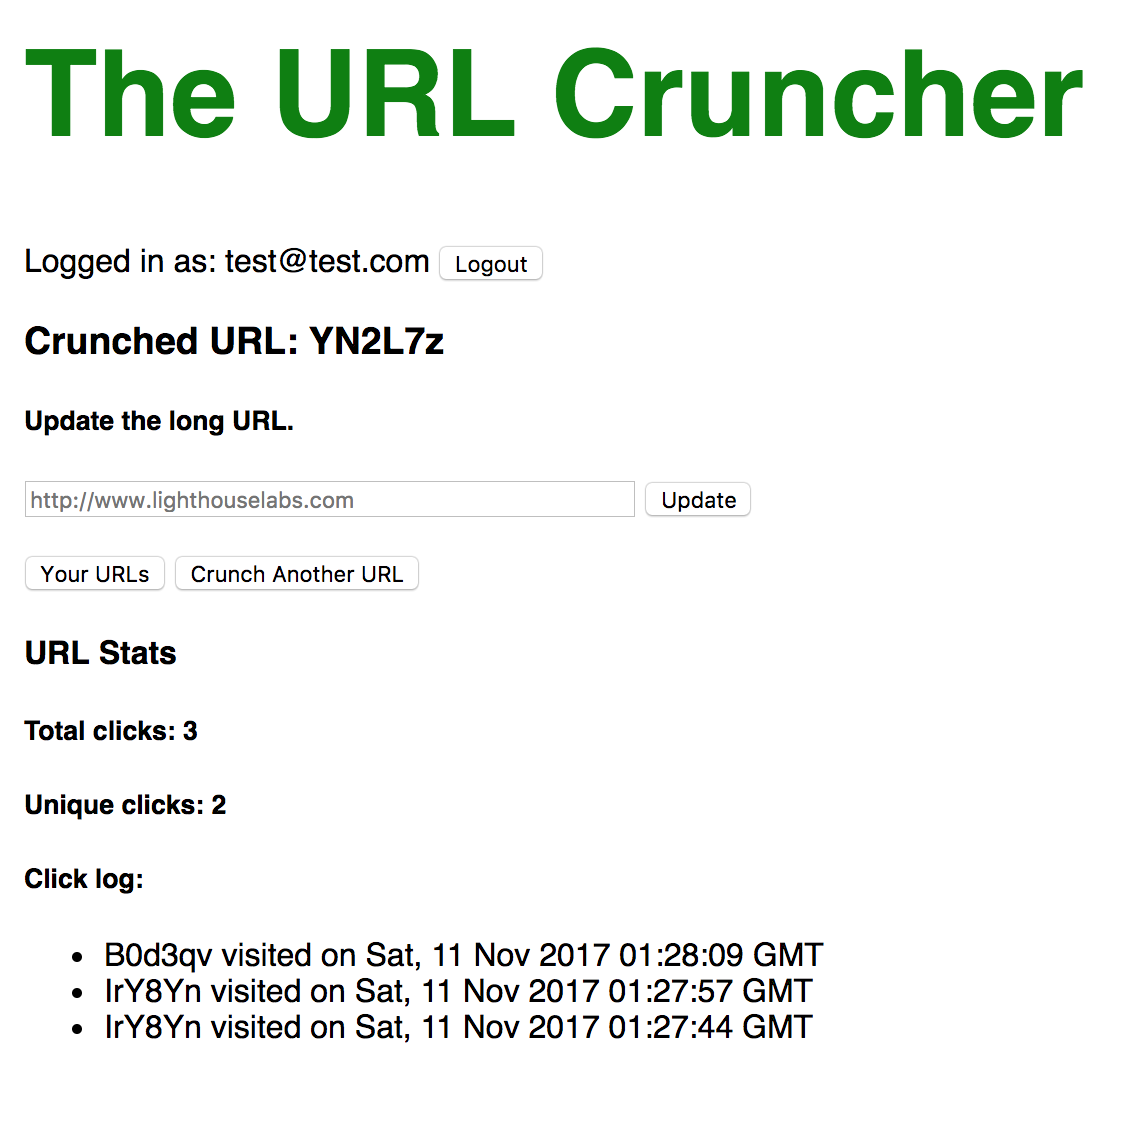 The URL Cruncher
Logged in as: test@test.com Logout
Crunched URL: YN2L7z
Update the long URL.
http://www.lighthouselabs.com Update
Your URLs Crunch Another URL
URL Stats
Total clicks: 3
Unique clicks: 2
Click log:
• B0d3qv visited on Sat, 11 Nov 2017 01:28:09 GMT
• IrY8Yn visited on Sat, 11 Nov 2017 01:27:57 GMT
• IrY8Yn visited on Sat, 11 Nov 2017 01:27:44 GMT